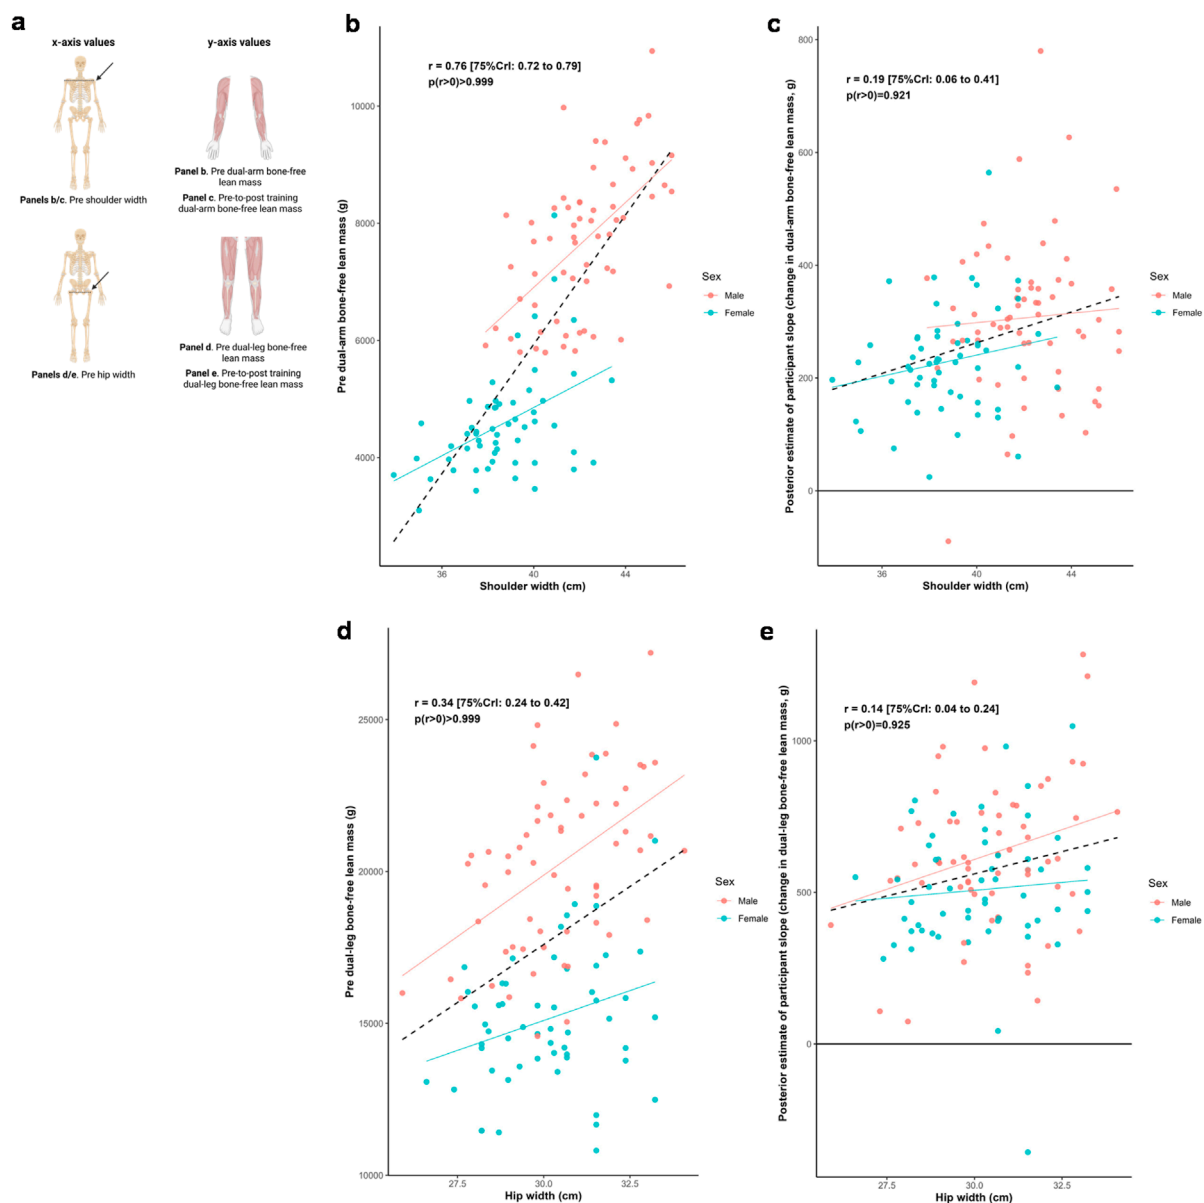 a
x-axis values
y-axis values
Panels b/c. Pre shoulder width
Panel b. Pre dual-arm bone-free
lean mass
Panel c. Pre-to-post training
dual-arm bone-free lean mass
Panels d/e. Pre hip width
Panel d. Pre dual-leg bone-free
lean mass
Panel e. Pre-to-post training
dual-leg bone-free lean mass
b
r = 0.76 [75%CrI: 0.72 to 0.79]
p(r>0)>0.999
Pre dual-arm bone-free lean mass (g)
10000
8000
6000
4000
36
40
44
Shoulder width (cm)
Sex
Male
Female
c
r = 0.19 [75%CrI: 0.06 to 0.41]
p(r>0)=0.921
Posterior estimate of participant slope (change in dual-arm bone-free lean mass, g)
800
600
400
200
0
36
40
44
Shoulder width (cm)
Sex
Male
Female
d
r = 0.34 [75%CrI: 0.24 to 0.42]
p(r>0)>0.999
Pre dual-leg bone-free lean mass (g)
25000
20000
15000
10000
27.5
30.0
32.5
Hip width (cm)
Sex
Male
Female
e
r = 0.14 [75%CrI: 0.04 to 0.24]
p(r>0)=0.925
Posterior estimate of participant slope (change in dual-leg bone-free lean mass, g)
1000
500
0
27.5
30.0
32.5
Hip width (cm)
Sex
Male
Female